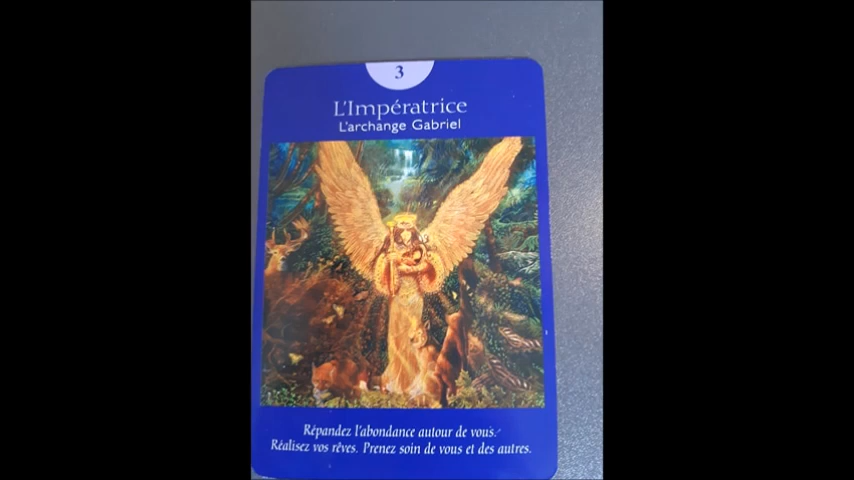 3
L'Impératrice
L'archange Gabriel
Répandez l'abondance autour de vous.
Réalisez vos rêves. Prenez soin de vous et des autres.